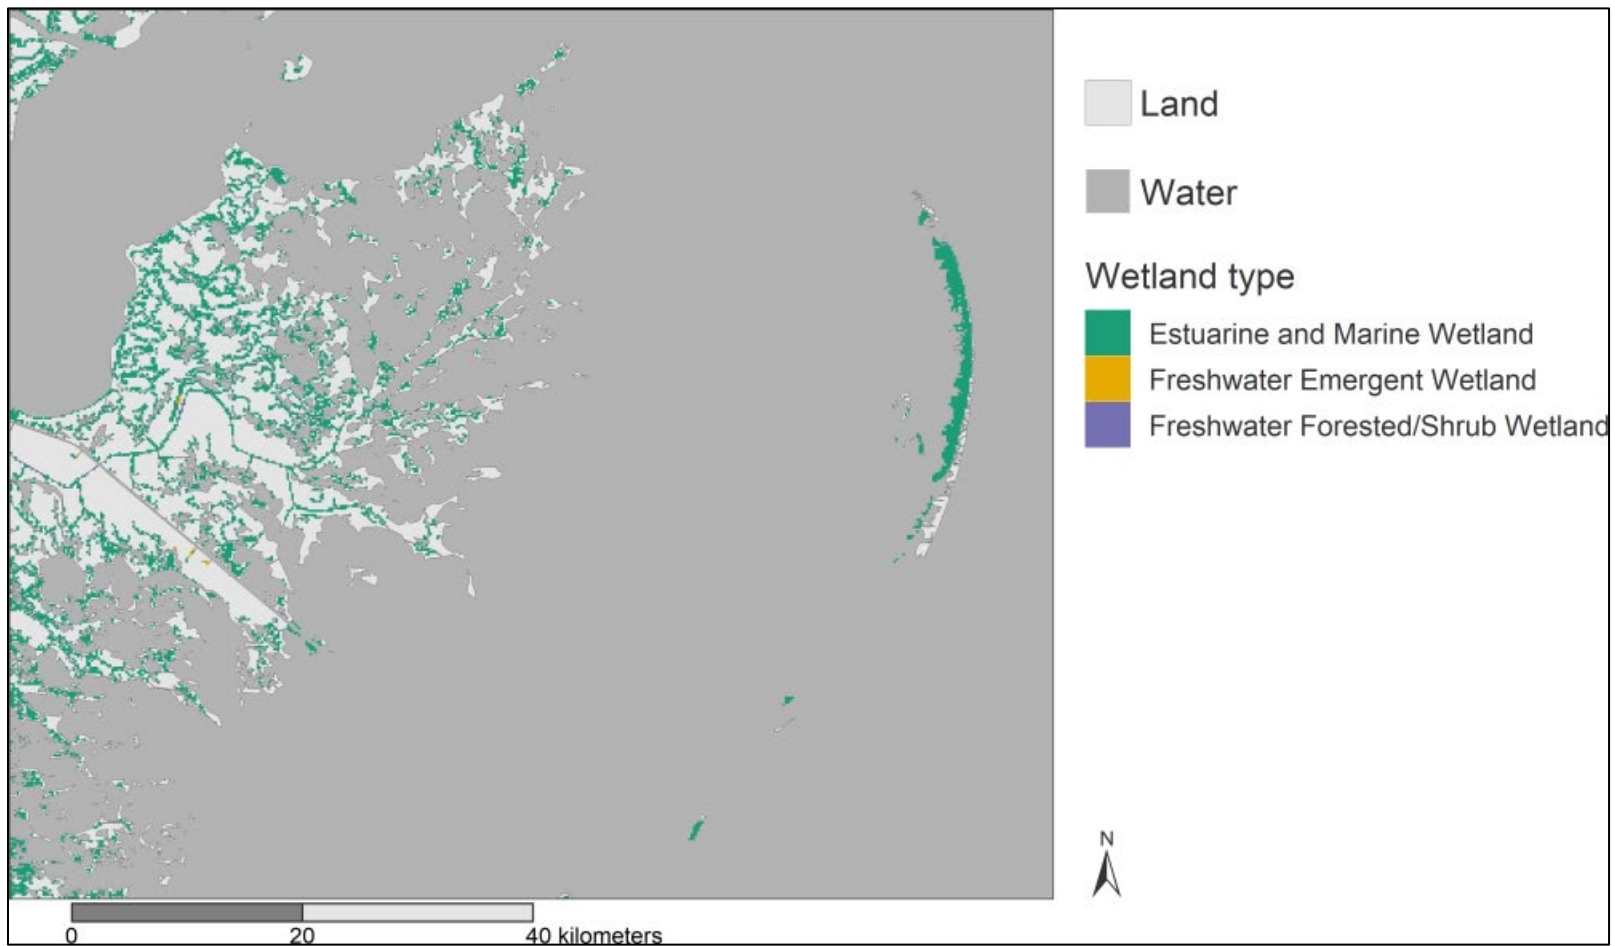 Land
Water
Wetland type
Estuarine and Marine Wetland
Freshwater Emergent Wetland
Freshwater Forested/Shrub Wetland
N
0 20 40 kilometers